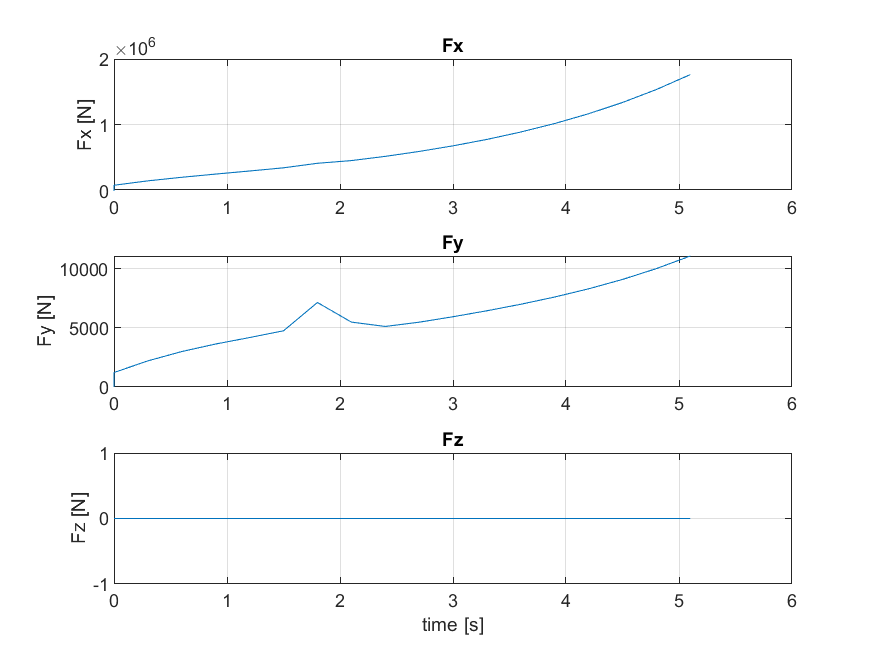 Fx
×10^6
2
1
0
Fx [N]
0 1 2 3 4 5 6
Fy
10000
5000
0
Fy [N]
0 1 2 3 4 5 6
Fz
1
0
-1
Fz [N]
0 1 2 3 4 5 6
time [s]